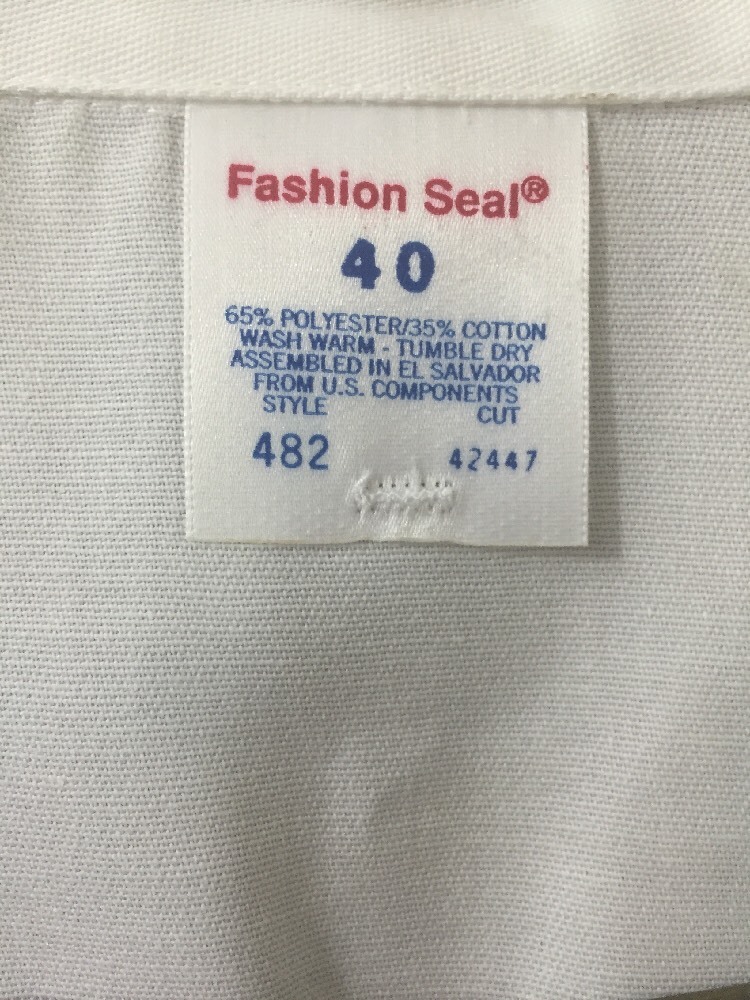 Fashion Seal®
40
65% POLYESTER/35% COTTON
WASH WARM - TUMBLE DRY
ASSEMBLED IN EL SALVADOR
FROM U.S. COMPONENTS
STYLE CUT
482 42447